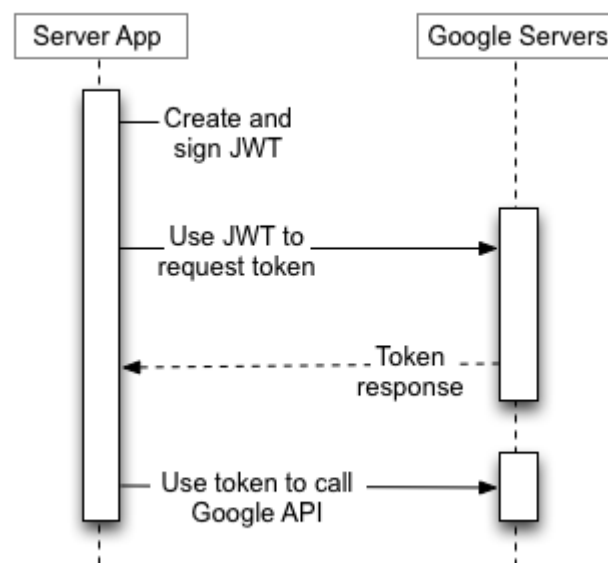 Server App
Google Servers
Create and
sign JWT
Use JWT to
request token
Token
response
Use token to call
Google API